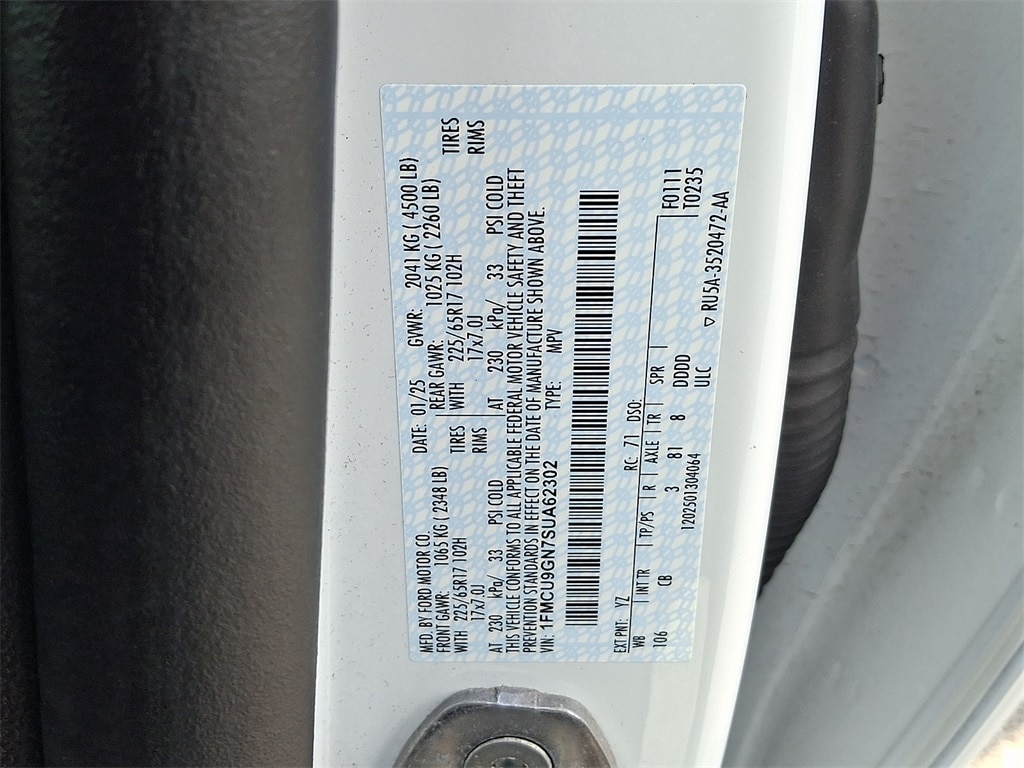 MFD. BY FORD MOTOR CO. DATE: 01/25 GVWR: 2041 KG ( 4500 LB)
FRONT GAWR: 1065 KG ( 2348 LB) REAR GAWR: 1025 KG ( 2260 LB)
WITH 225/65R17 102H TIRES WITH 225/65R17 102H TIRES
17x7.0J RIMS 17x7.0J RIMS
AT 230 kPa/ 33 PSI COLD AT 230 kPa/ 33 PSI COLD
THIS VEHICLE CONFORMS TO ALL APPLICABLE FEDERAL MOTOR VEHICLE SAFETY AND THEFT
PREVENTION STANDARDS IN EFFECT ON THE DATE OF MANUFACTURE SHOWN ABOVE.
VIN: 1FMCU9GN7SUA62302 TYPE: MPV
EXT PNT: YZ RC: 71 DSO:
WB INT TR TP/PS R AXLE TR SPR F0111
106 CB 3 81 8 DDDD T0235
1202501304064 ULC
▽ RU5A-3520472-AA